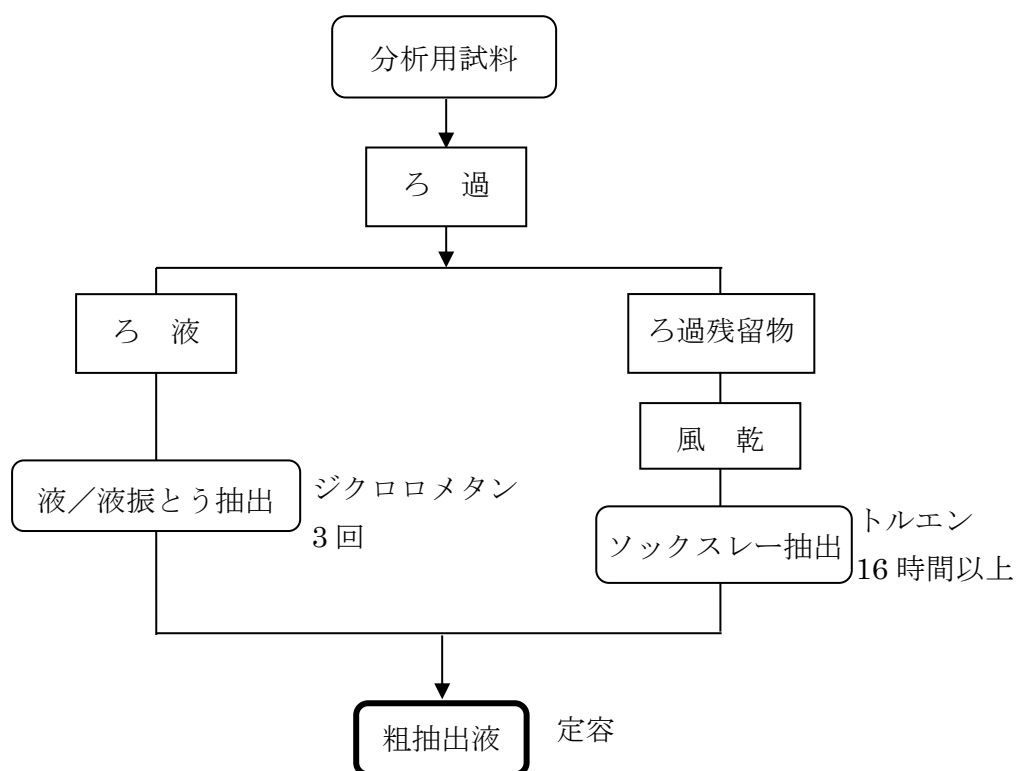 分析用試料
ろ　過
ろ　液
ろ過残留物
風　乾
液／液振とう抽出
ジクロロメタン
3 回
ソックスレー抽出
トルエン
16 時間以上
粗抽出液
定容